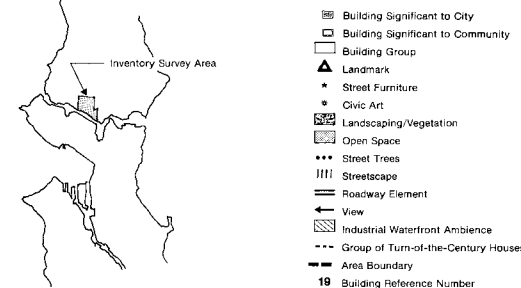 Inventory Survey Area
Building Significant to City
Building Significant to Community
Building Group
Landmark
Street Furniture
Civic Art
Landscaping/Vegetation
Open Space
Street Trees
Streetscape
Roadway Element
View
Industrial Waterfront Ambience
Group of Turn-of-the-Century Houses
Area Boundary
19 Building Reference Number